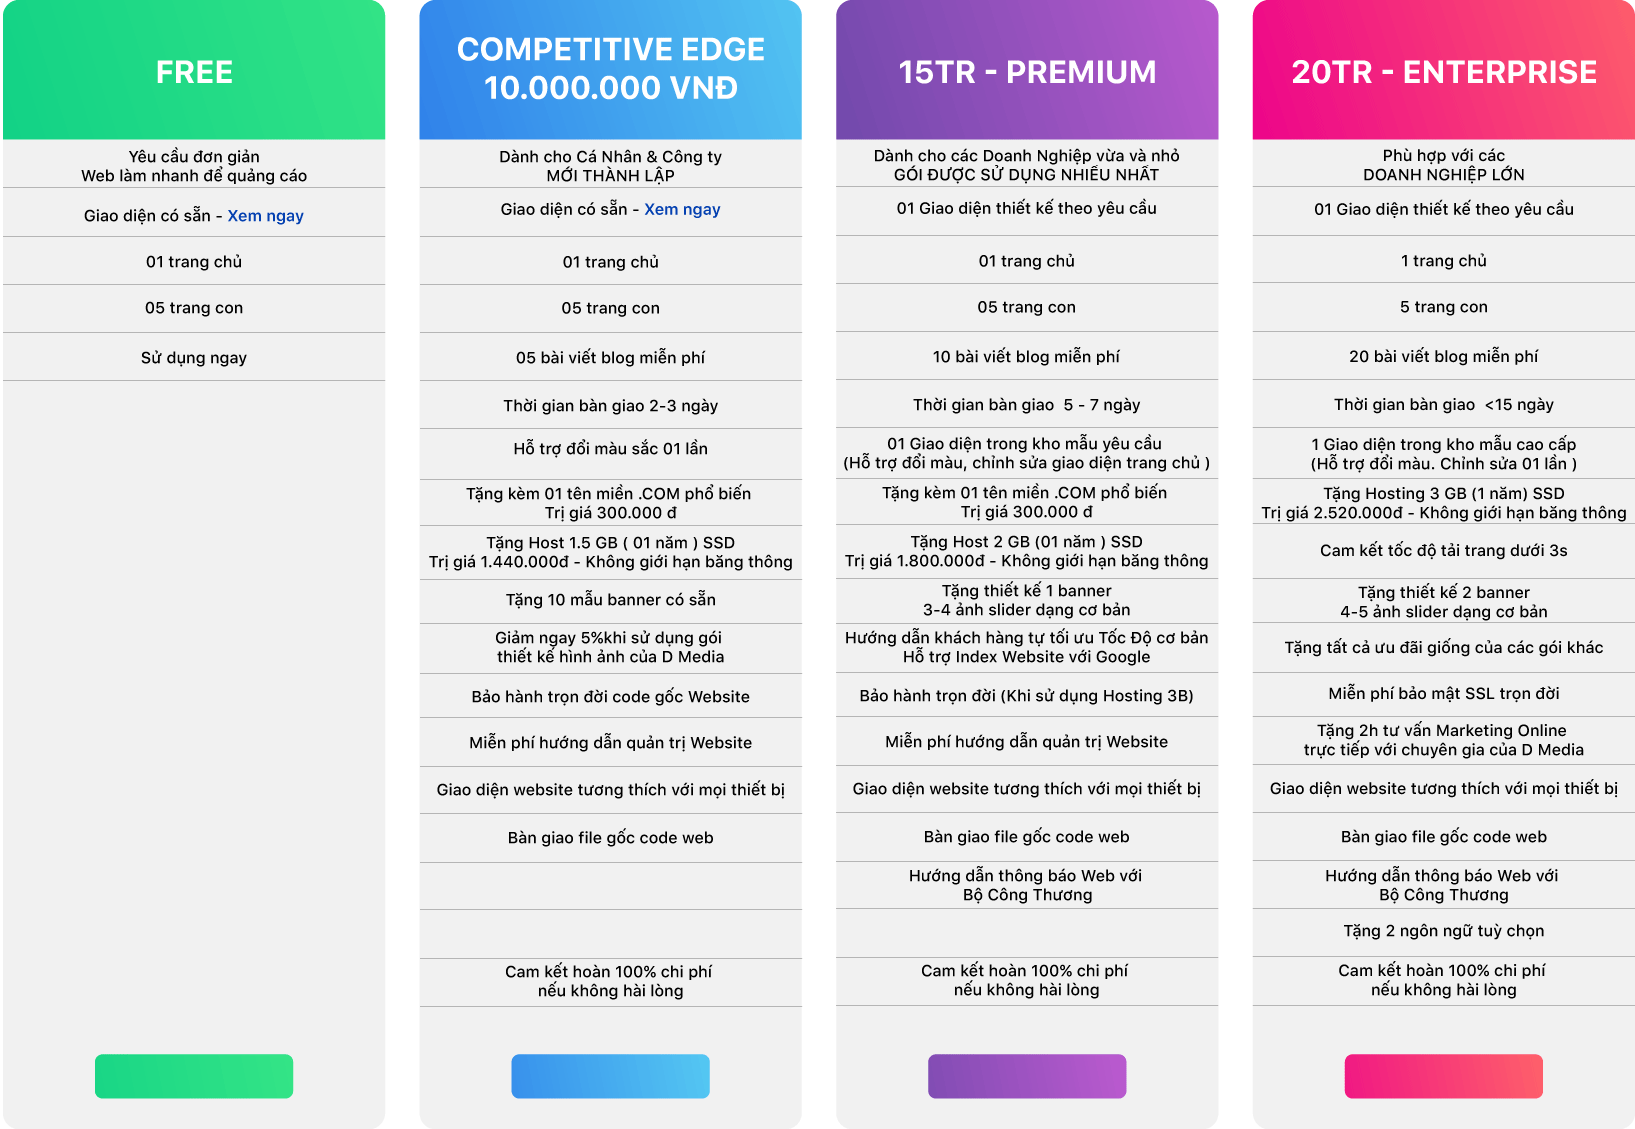 FREE
Yêu cầu đơn giản
Web làm nhanh để quảng cáo
Giao diện có sẵn - Xem ngay
01 trang chủ
05 trang con
Sử dụng ngay
COMPETITIVE EDGE
10.000.000 VNĐ
Dành cho Cá Nhân & Công ty
MỚI THÀNH LẬP
Giao diện có sẵn - Xem ngay
01 trang chủ
05 trang con
05 bài viết blog miễn phí
Thời gian bàn giao 2-3 ngày
Hỗ trợ đổi màu sắc 01 lần
Tặng kèm 01 tên miền .COM phổ biến
Trị giá 300.000 đ
Tặng Host 1.5 GB ( 01 năm ) SSD
Trị giá 1.440.000đ - Không giới hạn băng thông
Tặng 10 mẫu banner có sẵn
Giảm ngay 5%khi sử dụng gói
thiết kế hình ảnh của D Media
Bảo hành trọn đời code gốc Website
Miễn phí hướng dẫn quản trị Website
Giao diện website tương thích với mọi thiết bị
Bàn giao file gốc code web
Cam kết hoàn 100% chi phí
nếu không hài lòng
15TR - PREMIUM
Dành cho các Doanh Nghiệp vừa và nhỏ
GÓI ĐƯỢC SỬ DỤNG NHIỀU NHẤT
01 Giao diện thiết kế theo yêu cầu
01 trang chủ
05 trang con
10 bài viết blog miễn phí
Thời gian bàn giao 5 - 7 ngày
01 Giao diện trong kho mẫu yêu cầu
(Hỗ trợ đổi màu, chỉnh sửa giao diện trang chủ )
Tặng kèm 01 tên miền .COM phổ biến
Trị giá 300.000 đ
Tặng Host 2 GB (01 năm ) SSD
Trị giá 1.800.000đ - Không giới hạn băng thông
Tặng thiết kế 1 banner
3-4 ảnh slider dạng cơ bản
Hướng dẫn khách hàng tự tối ưu Tốc Độ cơ bản
Hỗ trợ Index Website với Google
Bảo hành trọn đời (Khi sử dụng Hosting 3B)
Miễn phí hướng dẫn quản trị Website
Giao diện website tương thích với mọi thiết bị
Bàn giao file gốc code web
Hướng dẫn thông báo Web với
Bộ Công Thương
Cam kết hoàn 100% chi phí
nếu không hài lòng
20TR - ENTERPRISE
Phù hợp với các
DOANH NGHIỆP LỚN
01 Giao diện thiết kế theo yêu cầu
1 trang chủ
5 trang con
20 bài viết blog miễn phí
Thời gian bàn giao <15 ngày
1 Giao diện trong kho mẫu cao cấp
(Hỗ trợ đổi màu. Chỉnh sửa 01 lần )
Tặng Hosting 3 GB (1 năm) SSD
Trị giá 2.520.000đ - Không giới hạn băng thông
Cam kết tốc độ tải trang dưới 3s
Tặng thiết kế 2 banner
4-5 ảnh slider dạng cơ bản
Tặng tất cả ưu đãi giống của các gói khác
Miễn phí bảo mật SSL trọn đời
Tặng 2h tư vấn Marketing Online
trực tiếp với chuyên gia của D Media
Giao diện website tương thích với mọi thiết bị
Bàn giao file gốc code web
Hướng dẫn thông báo Web với
Bộ Công Thương
Tặng 2 ngôn ngữ tuỳ chọn
Cam kết hoàn 100% chi phí
nếu không hài lòng